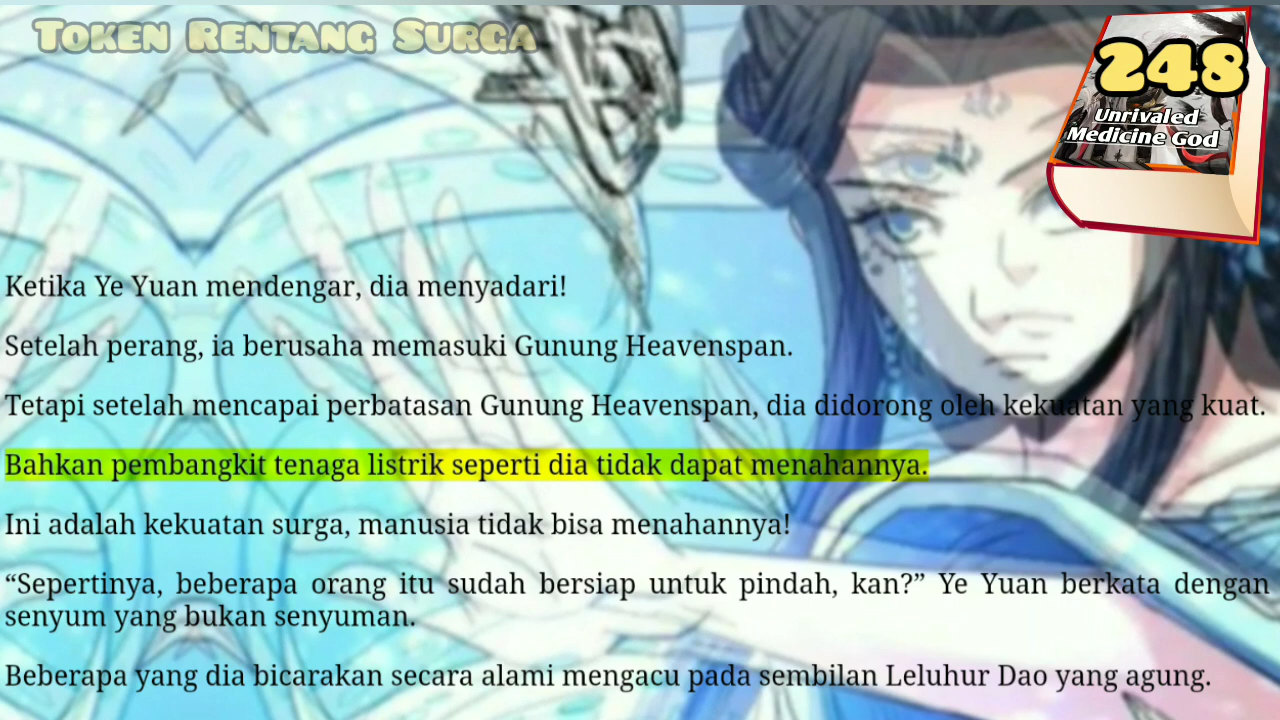 Token Rentang Surga
248
Unrivaled
Medicine God
Ketika Ye Yuan mendengar, dia menyadari!
Setelah perang, ia berusaha memasuki Gunung Heavenspan.
Tetapi setelah mencapai perbatasan Gunung Heavenspan, dia didorong oleh kekuatan yang kuat.
Bahkan pembangkit tenaga listrik seperti dia tidak dapat menahannya.
Ini adalah kekuatan surga, manusia tidak bisa menahannya!
“Sepertinya, beberapa orang itu sudah bersiap untuk pindah, kan?” Ye Yuan berkata dengan
senyum yang bukan senyuman.
Beberapa yang dia bicarakan secara alami mengacu pada sembilan Leluhur Dao yang agung.